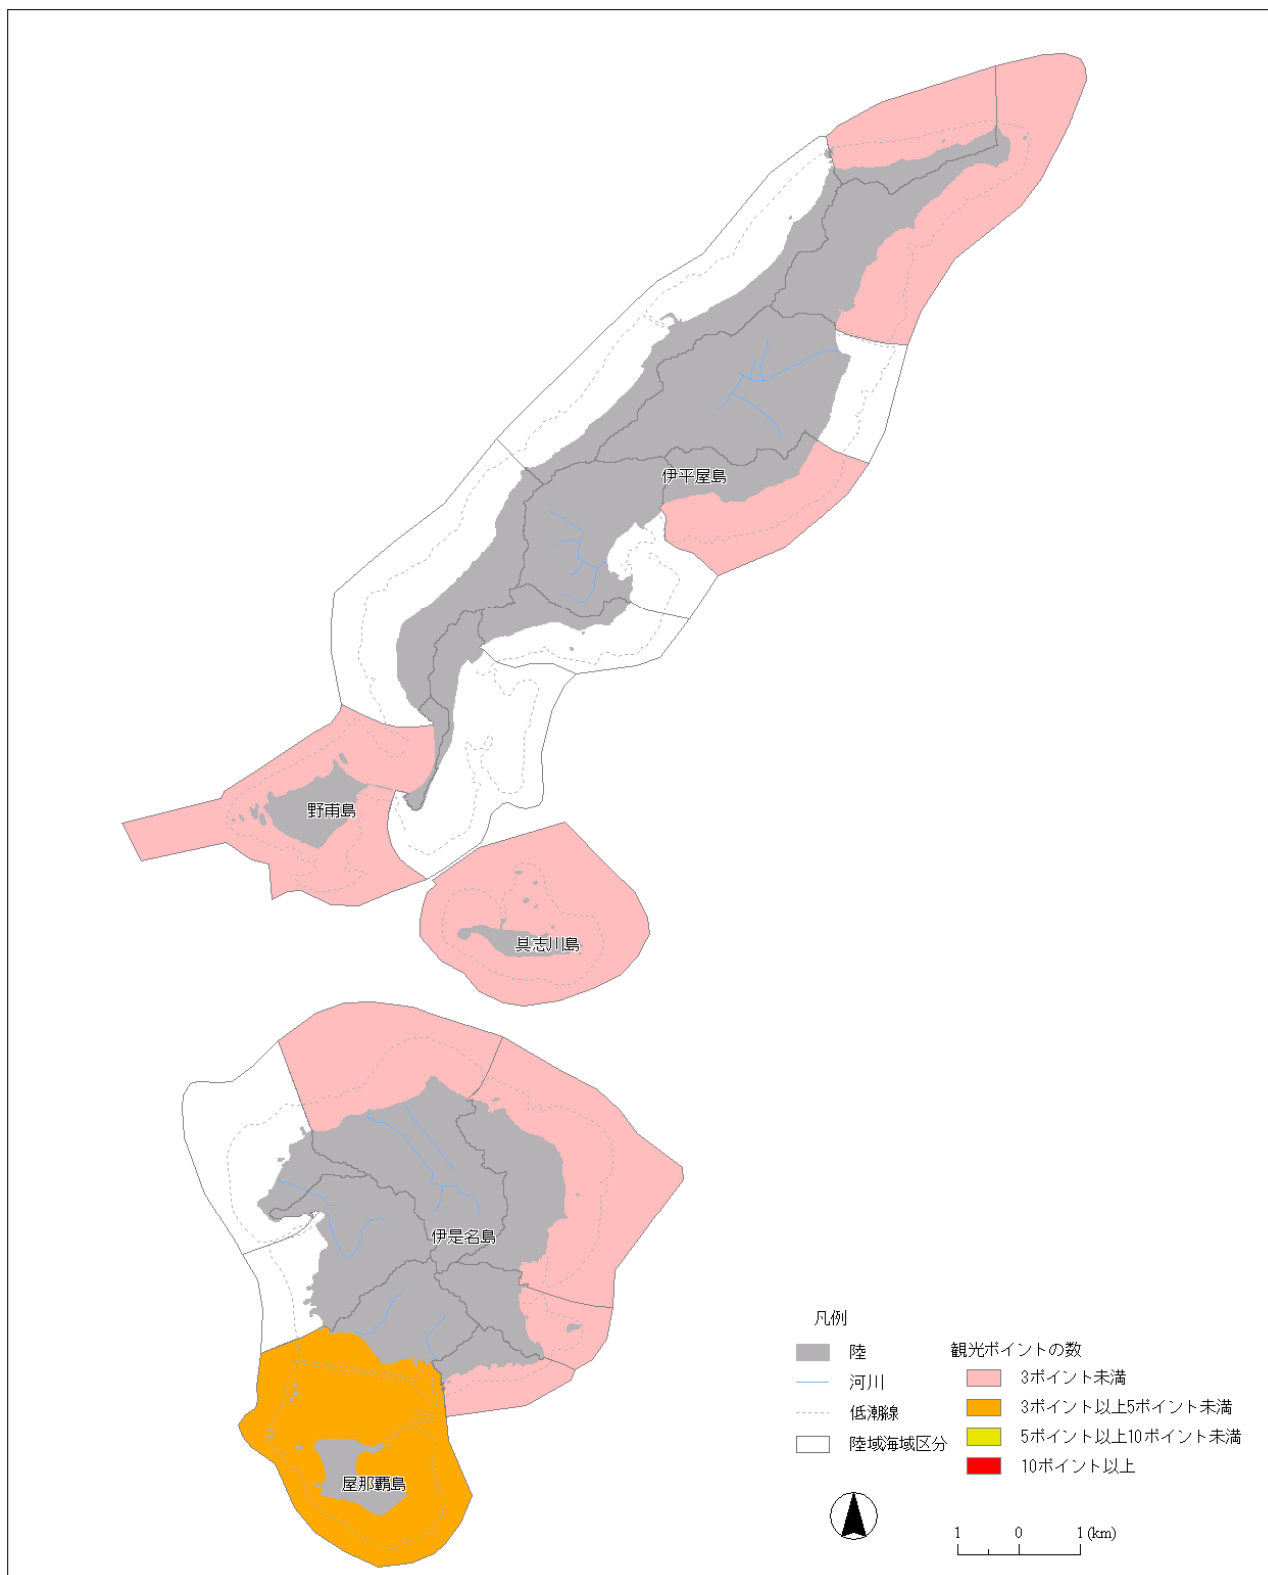 伊平屋島
野甫島
具志川島
伊是名島
屋那覇島
凡例
陸
河川
低潮線
陸域海域区分
観光ポイントの数
3ポイント未満
3ポイント以上5ポイント未満
5ポイント以上10ポイント未満
10ポイント以上
1 0 1 (km)